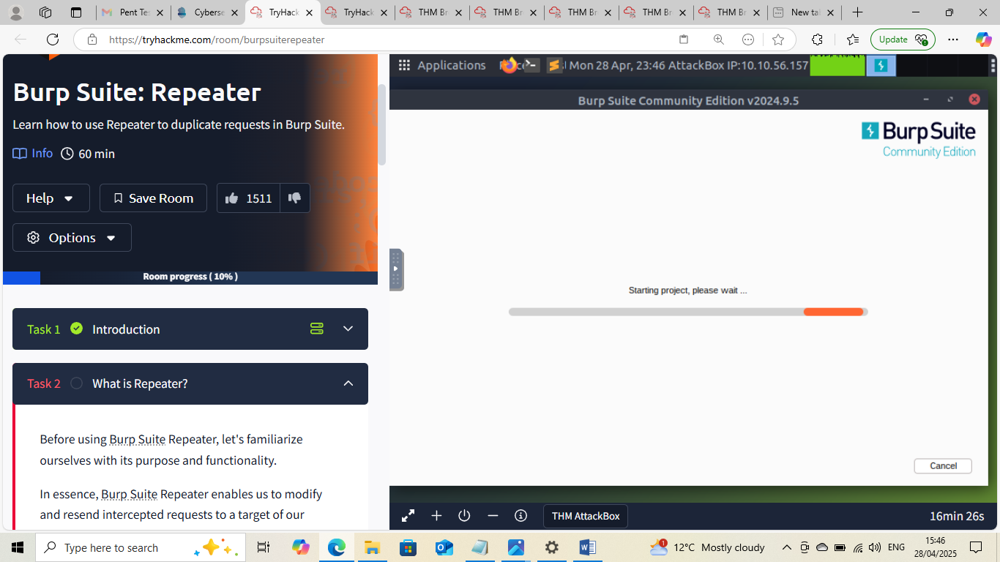 Pent Tes
Cyberse
TryHack
TryHack
THM Br
THM Br
THM Br
THM Br
THM Br
New ta
https://tryhackme.com/room/burpsuiterepeater
Update
Burp Suite: Repeater
Learn how to use Repeater to duplicate requests in Burp Suite.
Info 60 min
Help Save Room 1511
Options
Room progress ( 10% )
Task 1 Introduction
Task 2 What is Repeater?
Before using Burp Suite Repeater, let's familiarize
ourselves with its purpose and functionality.
In essence, Burp Suite Repeater enables us to modify
and resend intercepted requests to a target of our
Applications Mon 28 Apr, 23:46 AttackBox IP:10.10.56.157
Burp Suite Community Edition v2024.9.5
Burp Suite
Community Edition
Starting project, please wait ...
Cancel
THM AttackBox 16min 26s
Type here to search 1 12°C Mostly cloudy ENG 15:46
28/04/2025